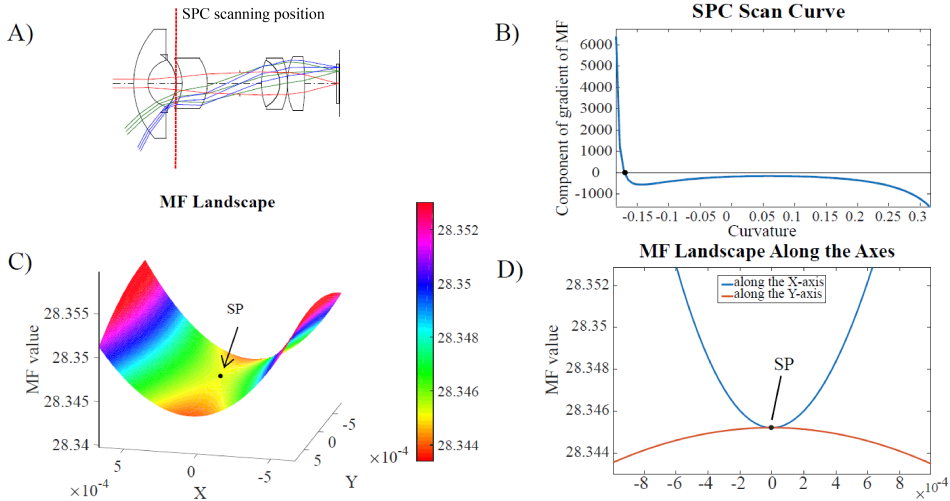 A)
SPC scanning position
B)
SPC Scan Curve
Component of gradient of MF
6000
5000
4000
3000
2000
1000
0
-1000
-0.15 -0.1 -0.05 0 0.05 0.1 0.15 0.2 0.25 0.3
Curvature
MF Landscape
C)
MF value
28.355
28.35
28.345
28.34
SP
5 0 -5
×10⁻⁴
X
-5
0
5
×10⁻⁴
Y
28.352
28.35
28.348
28.346
28.344
D)
MF Landscape Along the Axes
along the X-axis
along the Y-axis
MF value
28.352
28.35
28.348
28.346
28.344
SP
-8 -6 -4 -2 0 2 4 6 8
×10⁻⁴